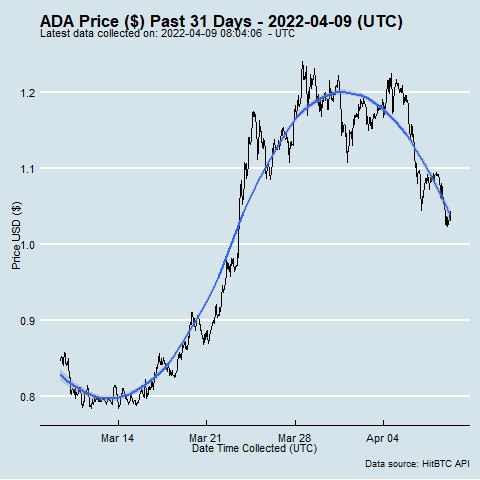 ADA Price ($) Past 31 Days - 2022-04-09 (UTC)
Latest data collected on: 2022-04-09 08:04:06  - UTC
1.2
1.1
1.0
0.9
0.8
Price USD ($)
Mar 14 Mar 21 Mar 28 Apr 04
Date Time Collected (UTC)
Data source: HitBTC API